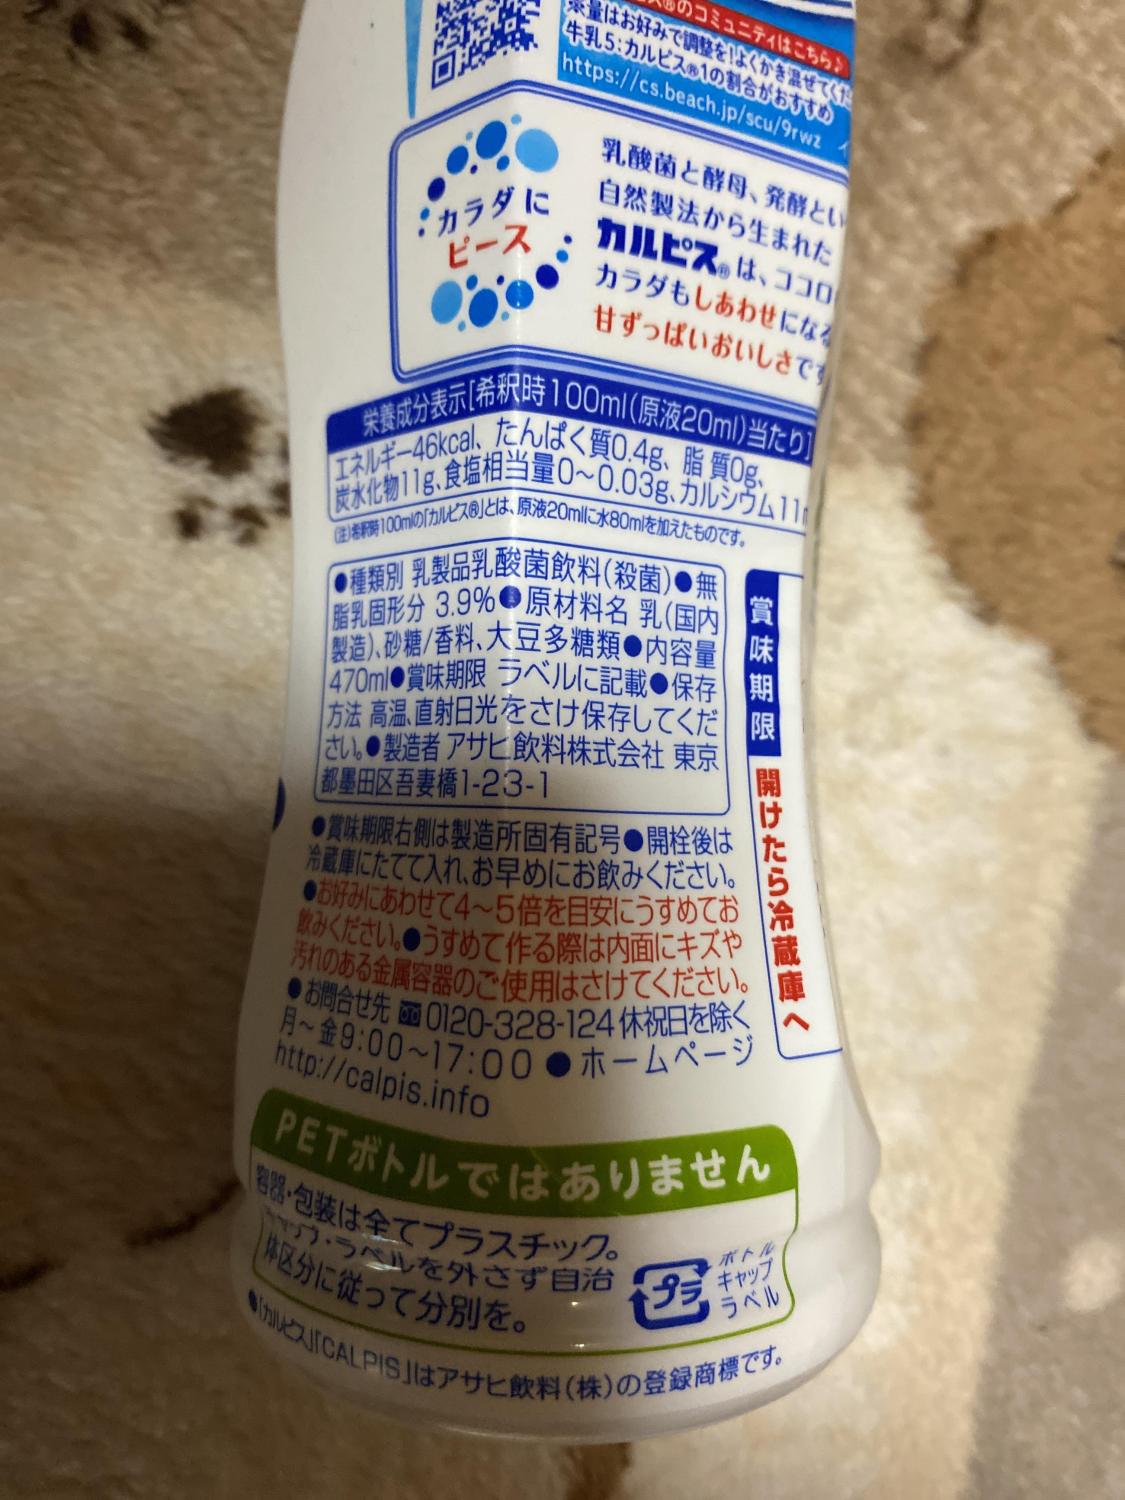 のコミュニティはこちら♪
量はお好みで調整を!よくかき混ぜてくだ
牛乳5:カルピス®1の割合がおすすめ
https://cs.beach.jp/scu/9rwz
カラダに
ピース
乳酸菌と酵母、発酵とい
自然製法から生まれた
カルピス®は、ココロ
カラダもしあわせになる
甘ずっぱいおいしさです
栄養成分表示[希釈時100ml(原液20ml)当たり]
エネルギー46kcal、たんぱく質0.4g、脂質0g、
炭水化物11g、食塩相当量0~0.03g、カルシウム11
(注)希釈時100mlの「カルピス®」とは、原液20mlに水80mlを加えたものです。
●種類別 乳製品乳酸菌飲料(殺菌)●無
脂乳固形分 3.9%●原材料名 乳(国内
製造)、砂糖/香料、大豆多糖類●内容量
470ml●賞味期限 ラベルに記載●保存
方法 高温、直射日光をさけ保存してくだ
さい。●製造者 アサヒ飲料株式会社 東京
都墨田区吾妻橋1-23-1
賞味期限
開けたら冷蔵庫へ
●賞味期限右側は製造所固有記号●開栓後は
冷蔵庫にたてて入れ、お早めにお飲みください。
●お好みにあわせて4~5倍を目安にうすめてお
飲みください。●うすめて作る際は内面にキズや
汚れのある金属容器のご使用はさけてください。
●お問合せ先 0120-328-124 休祝日を除く
月~金9:00~17:00 ●ホームページ
http://calpis.info
PETボトルではありません
容器・包装は全てプラスチック。
キャップ・ラベルを外さず自治
体区分に従って分別を。
プラ
ボトル
キャップ
ラベル
●「カルピス」「CALPIS」はアサヒ飲料(株)の登録商標です。